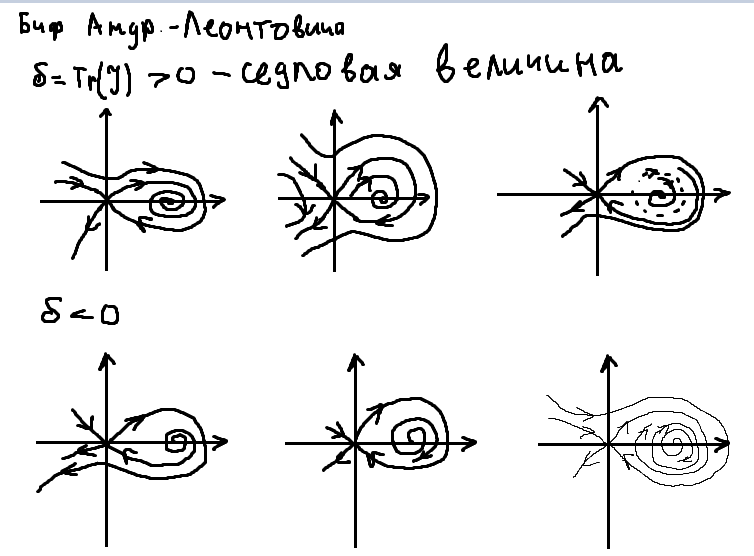 Биф Андр.-Леонтовича
δ = Tr(J) > 0 - седловая величина
δ < 0